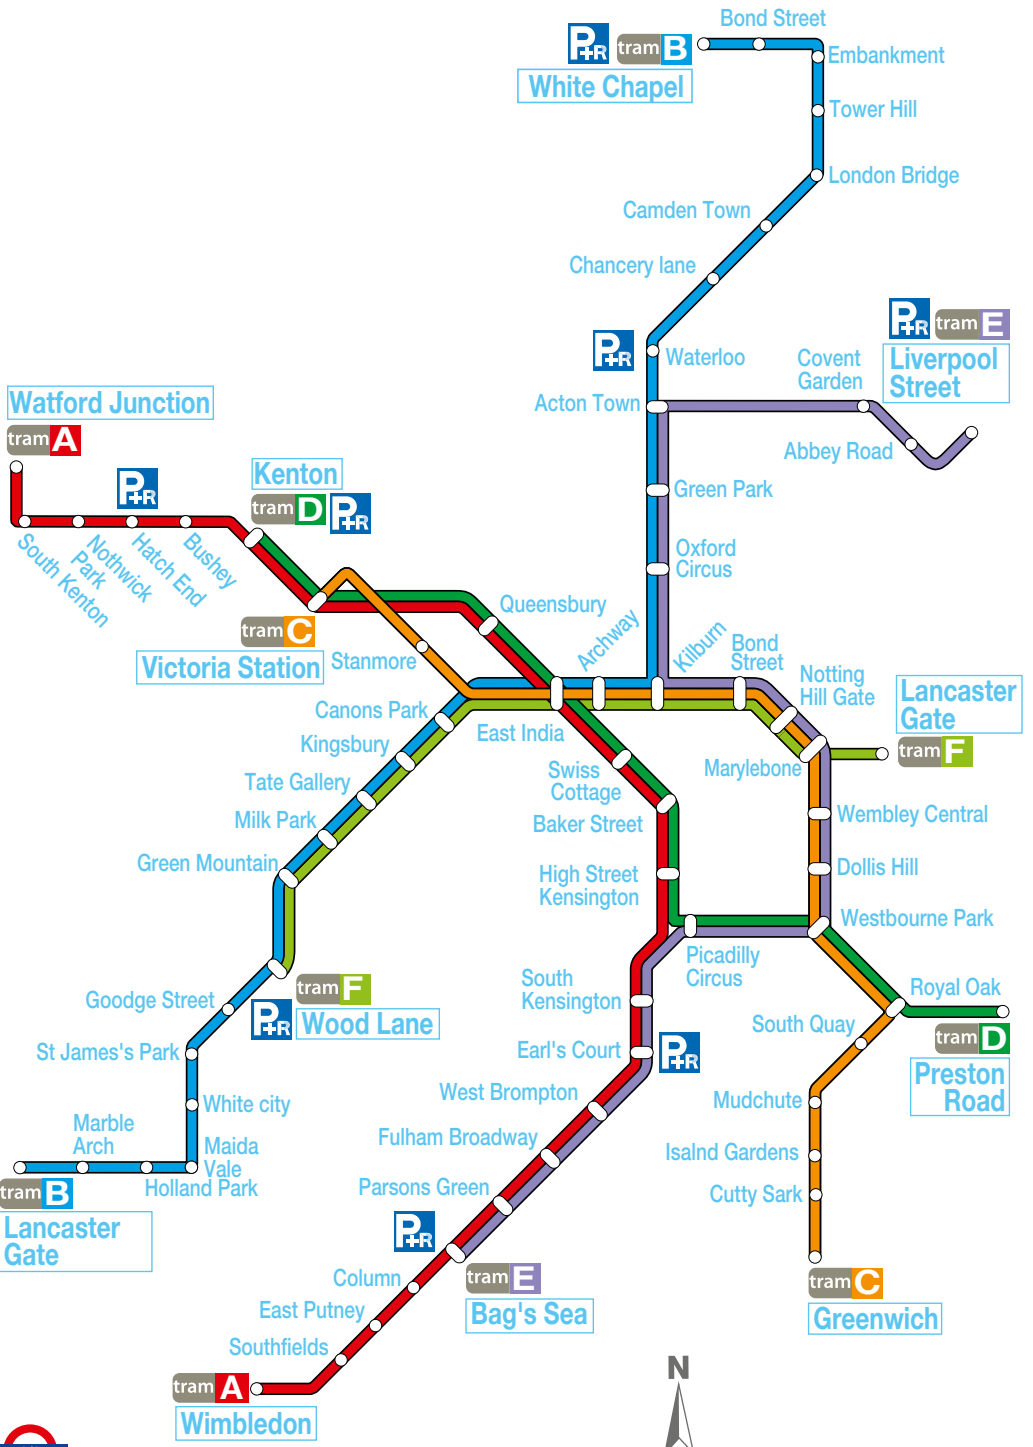 Bond Street
P+R
tram B
White Chapel
Embankment
Tower Hill
London Bridge
Camden Town
Chancery lane
P+R
Waterloo
P+R
tram E
Liverpool
Street
Covent
Garden
Acton Town
Abbey Road
Watford Junction
tram A
P+R
Kenton
tram D
P+R
Green Park
South Kenton
Nothwick
Park
Hatch End
Bushey
Oxford
Circus
Queensbury
Archway
Kilburn
Bond
Street
tram C
Victoria Station
Stanmore
Notting
Hill Gate
Lancaster
Gate
tram F
Canons Park
East India
Kingsbury
Marylebone
Swiss
Cottage
Tate Gallery
Milk Park
Baker Street
Wembley Central
Green Mountain
High Street
Kensington
Dollis Hill
Westbourne Park
Picadilly
Circus
South
Kensington
Royal Oak
tram F
P+R
Wood Lane
Goodge Street
South Quay
tram D
Preston
Road
St James's Park
Earl's Court
P+R
White city
West Brompton
Mudchute
Marble
Arch
Maida
Vale
Fulham Broadway
Isalnd Gardens
Holland Park
Parsons Green
Cutty Sark
tram B
Lancaster
Gate
P+R
Column
tram E
Bag's Sea
tram C
Greenwich
East Putney
Southfields
tram A
Wimbledon
N